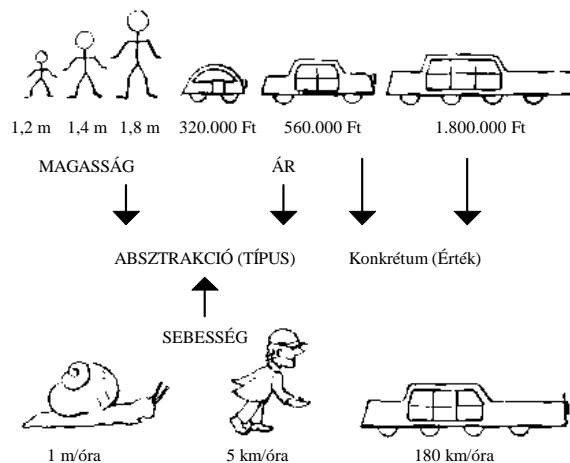 1,2 m 1,4 m 1,8 m 320.000 Ft 560.000 Ft 1.800.000 Ft
MAGASSÁG ÁR
ABSZTRAKCIÓ (TÍPUS) Konkrétum (Érték)
SEBESSÉG
1 m/óra 5 km/óra 180 km/óra